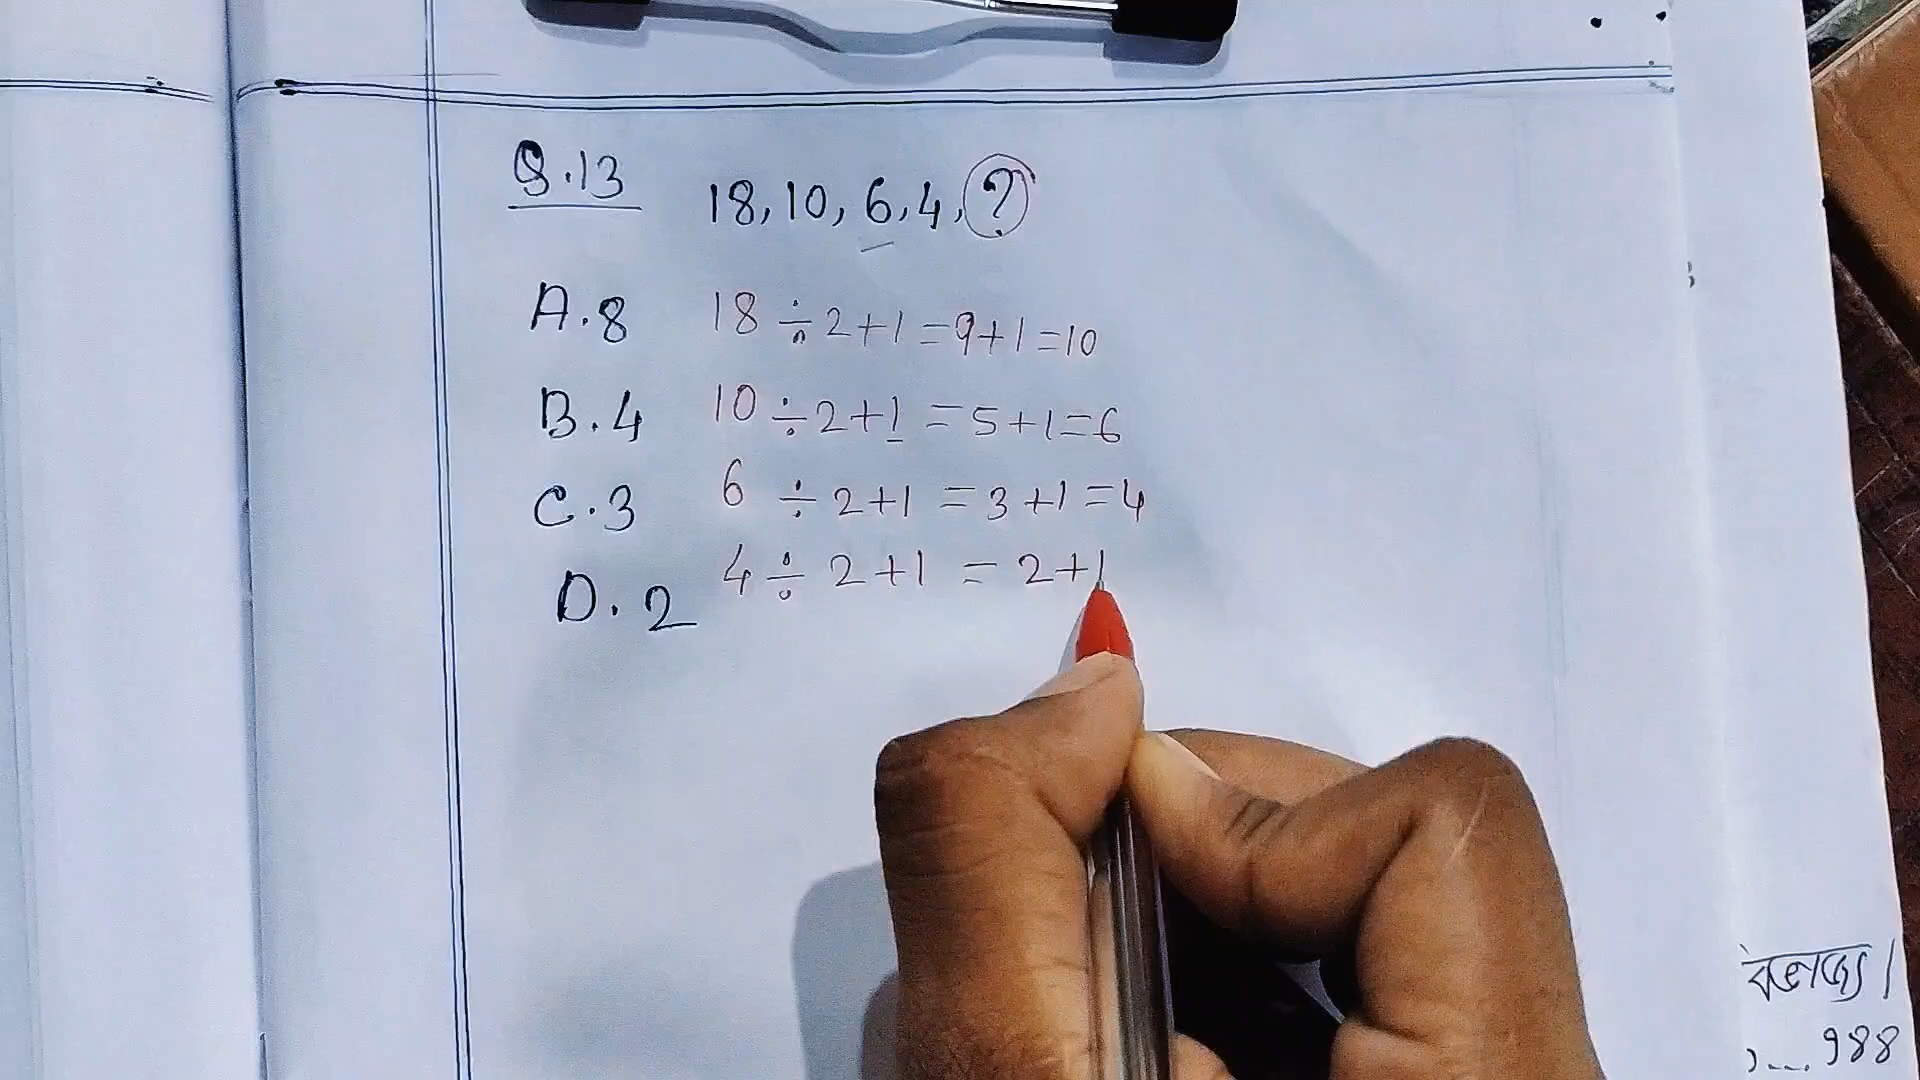 Q.13 18, 10, 6, 4, ?
A. 8 18 ÷ 2 + 1 = 9 + 1 = 10
B. 4 10 ÷ 2 + 1 = 5 + 1 = 6
C. 3 6 ÷ 2 + 1 = 3 + 1 = 4
D. 2 4 ÷ 2 + 1 = 2 + 1
988